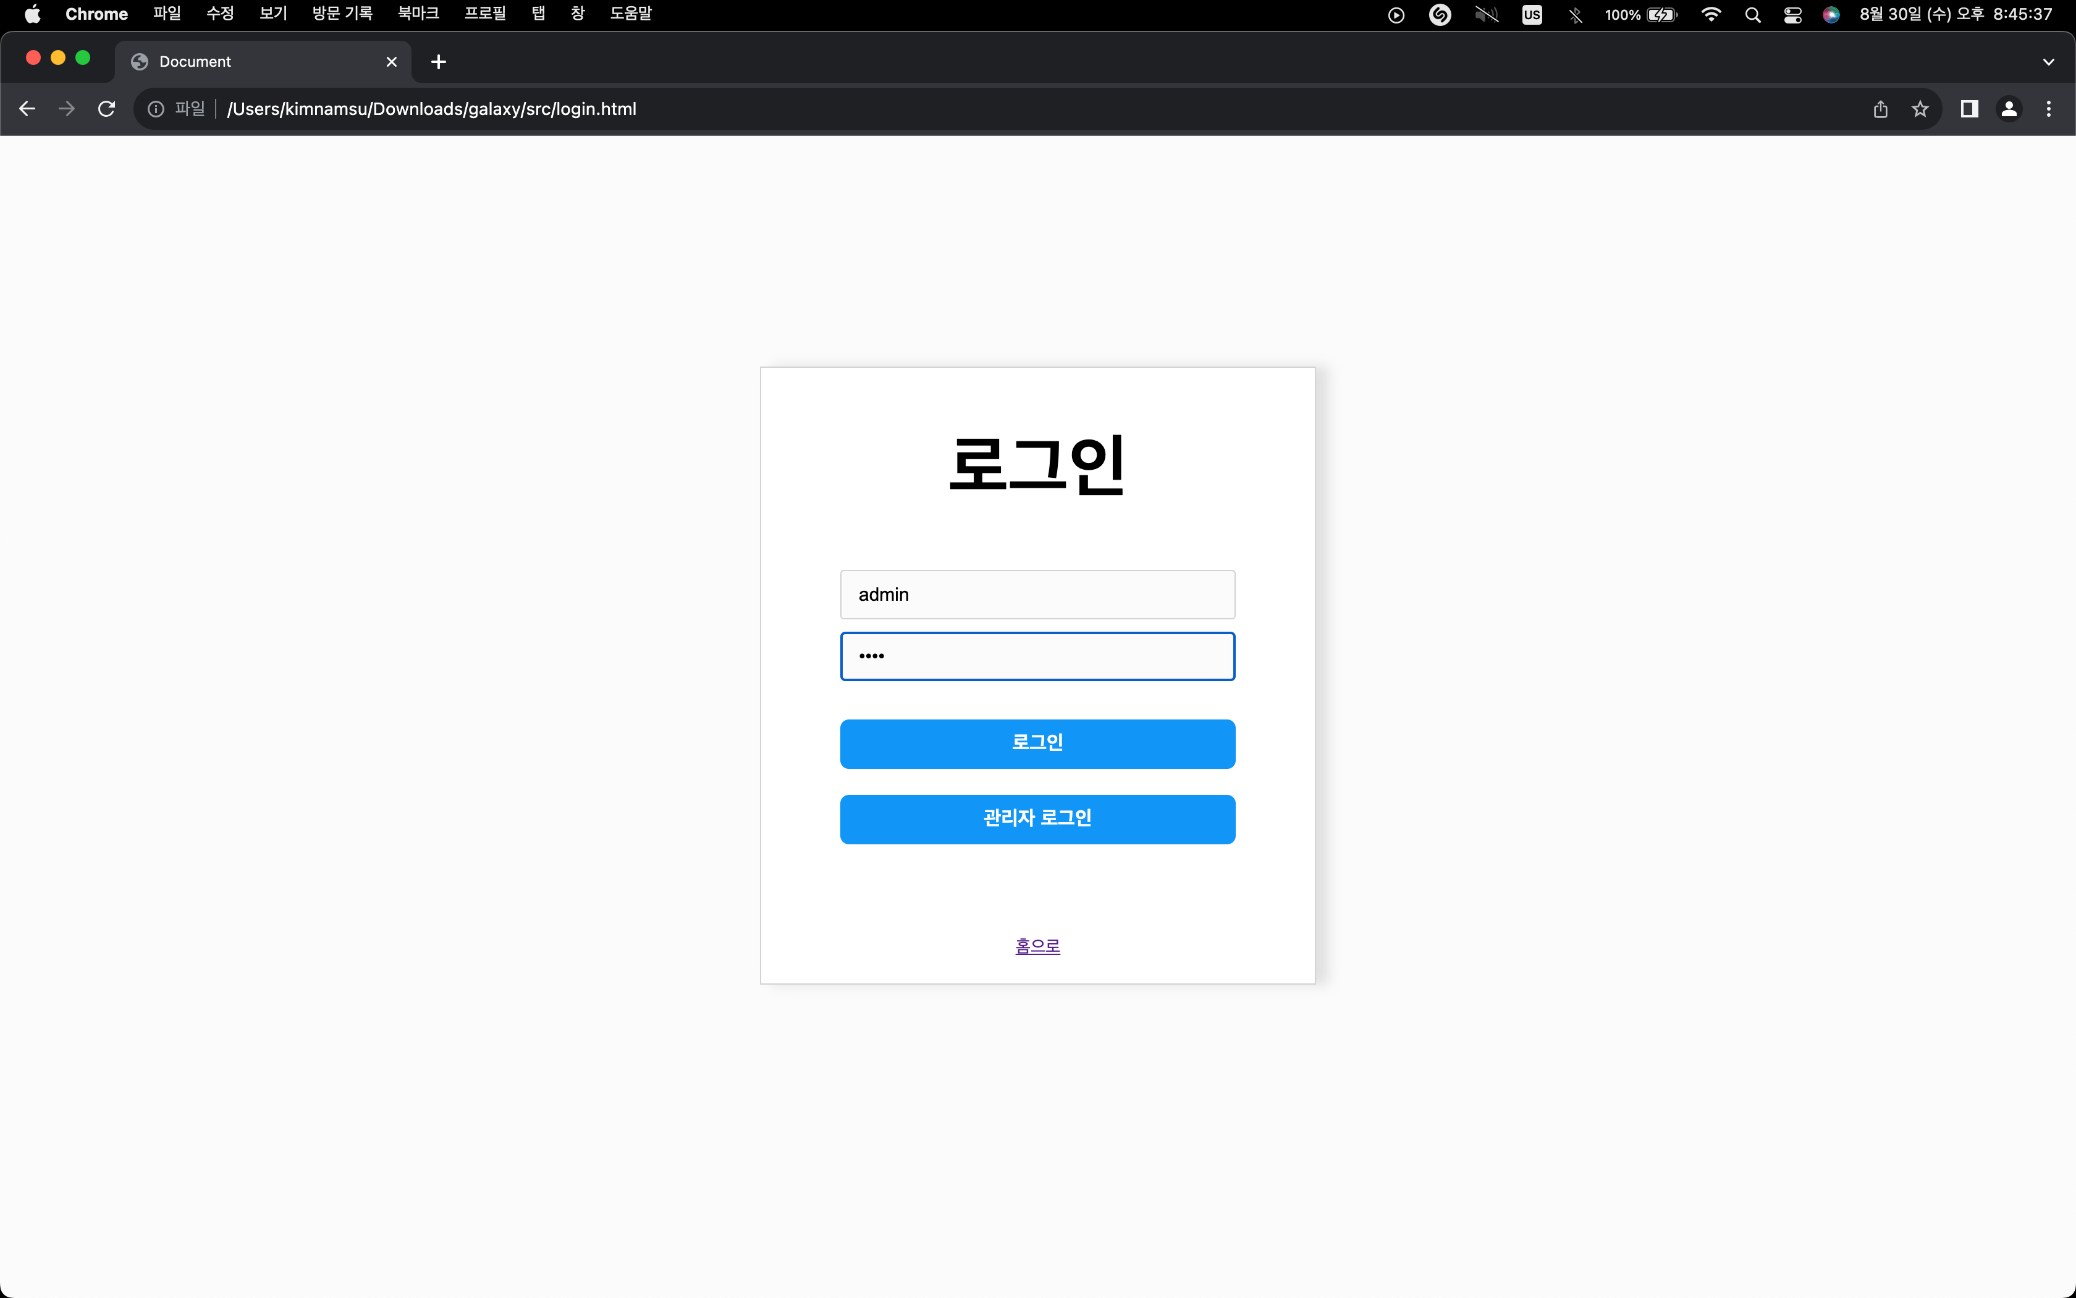 Chrome 파일 수정 보기 방문 기록 북마크 프로필 탭 창 도움말 US 100% 8월 30일 (수) 오후 8:45:37
Document
파일 /Users/kimnamsu/Downloads/galaxy/src/login.html
로그인
admin
••••
로그인
관리자 로그인
홈으로